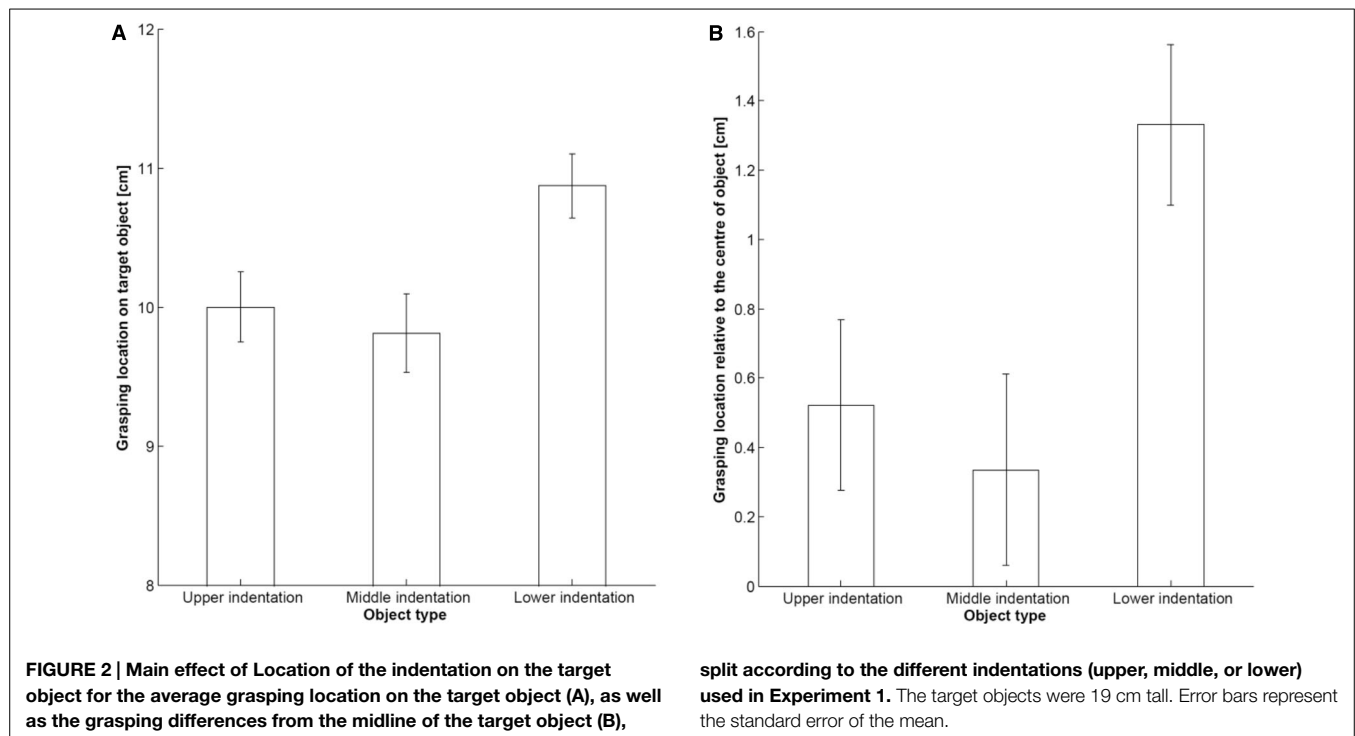 A
12
11
10
9
8
Grasping location on target object [cm]
Upper indentation
Middle indentation
Lower indentation
Object type
B
1.6
1.4
1.2
1
0.8
0.6
0.4
0.2
0
Grasping location relative to the centre of object [cm]
Upper indentation
Middle indentation
Lower indentation
Object type
FIGURE 2 | Main effect of Location of the indentation on the target
object for the average grasping location on the target object (A), as well
as the grasping differences from the midline of the target object (B),
split according to the different indentations (upper, middle, or lower)
used in Experiment 1. The target objects were 19 cm tall. Error bars represent
the standard error of the mean.